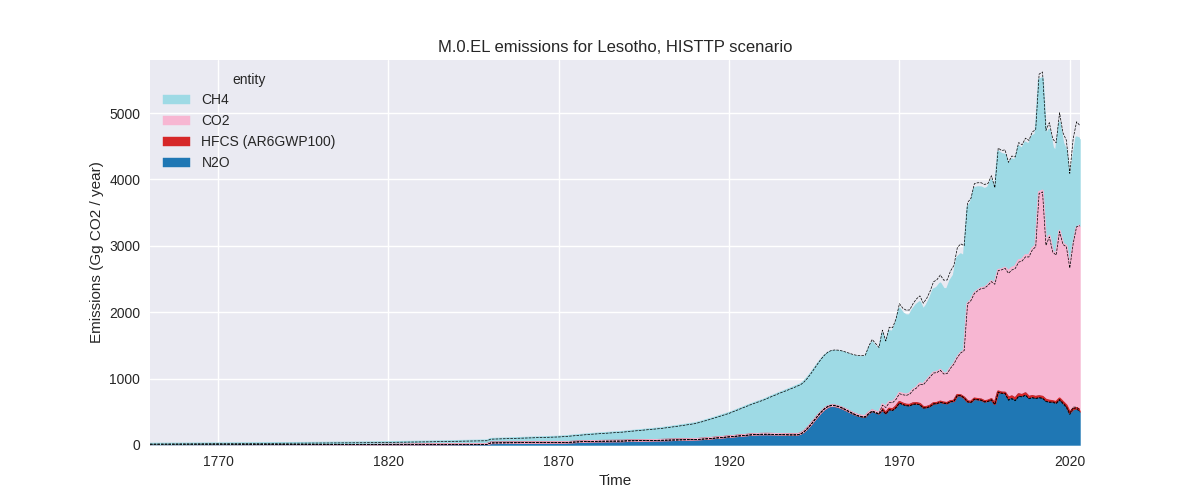 M.0.EL emissions for Lesotho, HISTTP scenario
entity
CH4
CO2
HFCS (AR6GWP100)
N2O
Emissions (Gg CO2 / year)
5000
4000
3000
2000
1000
0
1770 1820 1870 1920 1970 2020
Time